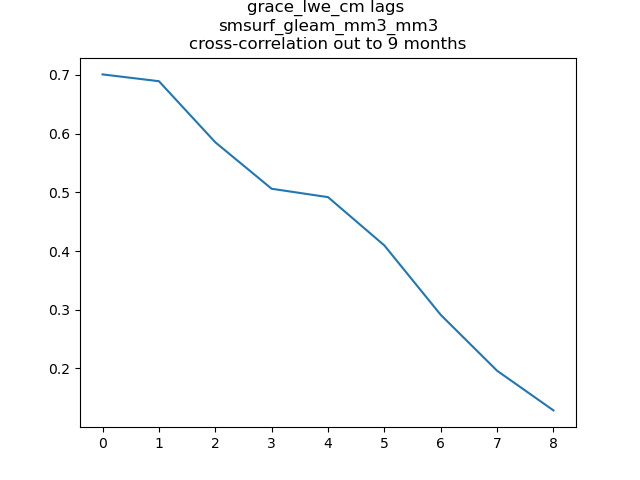 grace_lwe_cm lags
smsurf_gleam_mm3_mm3
cross-correlation out to 9 months
0.7
0.6
0.5
0.4
0.3
0.2
0 1 2 3 4 5 6 7 8